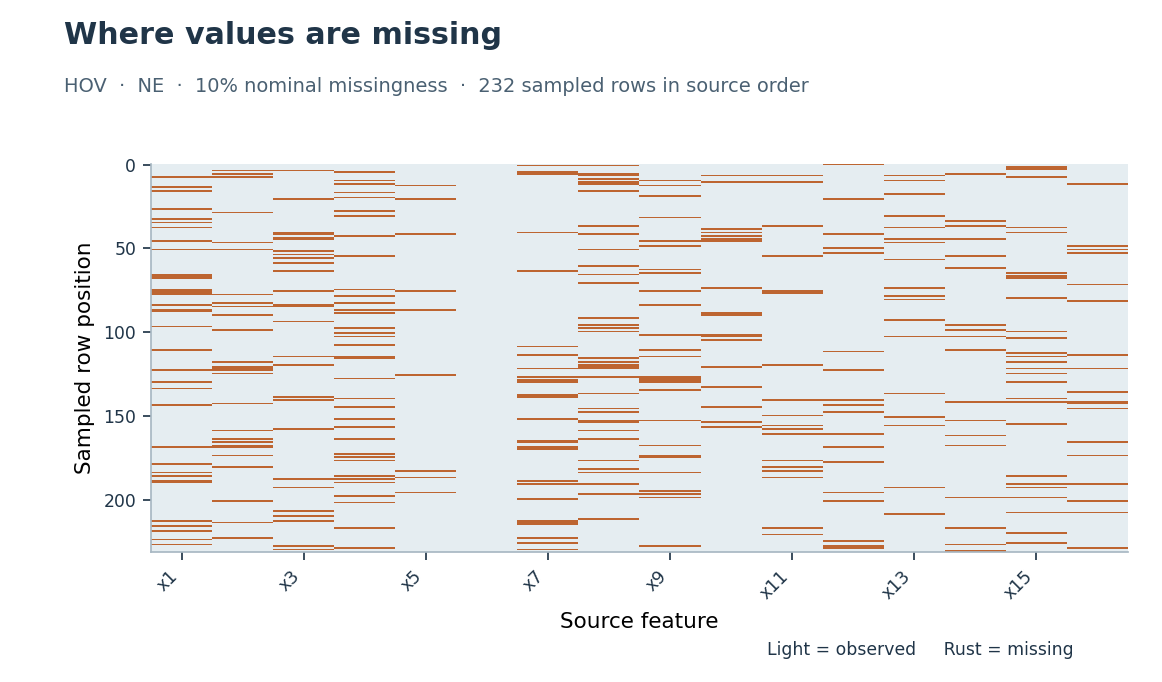 Where values are missing
HOV · NE · 10% nominal missingness · 232 sampled rows in source order
Sampled row position
0
50
100
150
200
x1 x3 x5 x7 x9 x11 x13 x15
Source feature
Light = observed Rust = missing